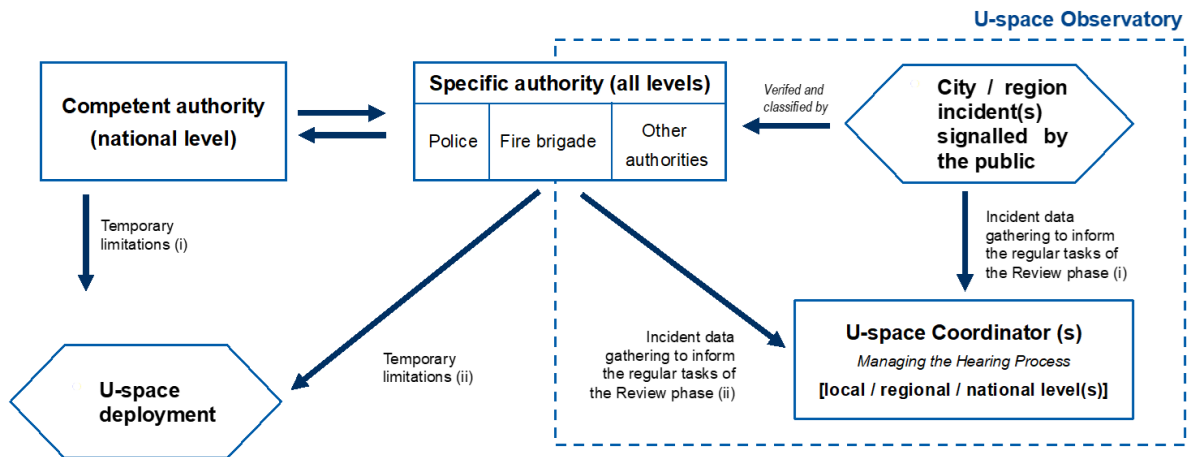 U-space Observatory
Competent authority
(national level)
Specific authority (all levels)
Police
Fire brigade
Other
authorities
Verifed and
classified by
City / region
incident(s)
signalled by
the public
Temporary
limitations (i)
Incident data
gathering to inform
the regular tasks of
the Review phase (i)
U-space
deployment
Temporary
limitations (ii)
Incident data
gathering to inform
the regular tasks of
the Review phase (ii)
U-space Coordinator (s)
Managing the Hearing Process
[local / regional / national level(s)]